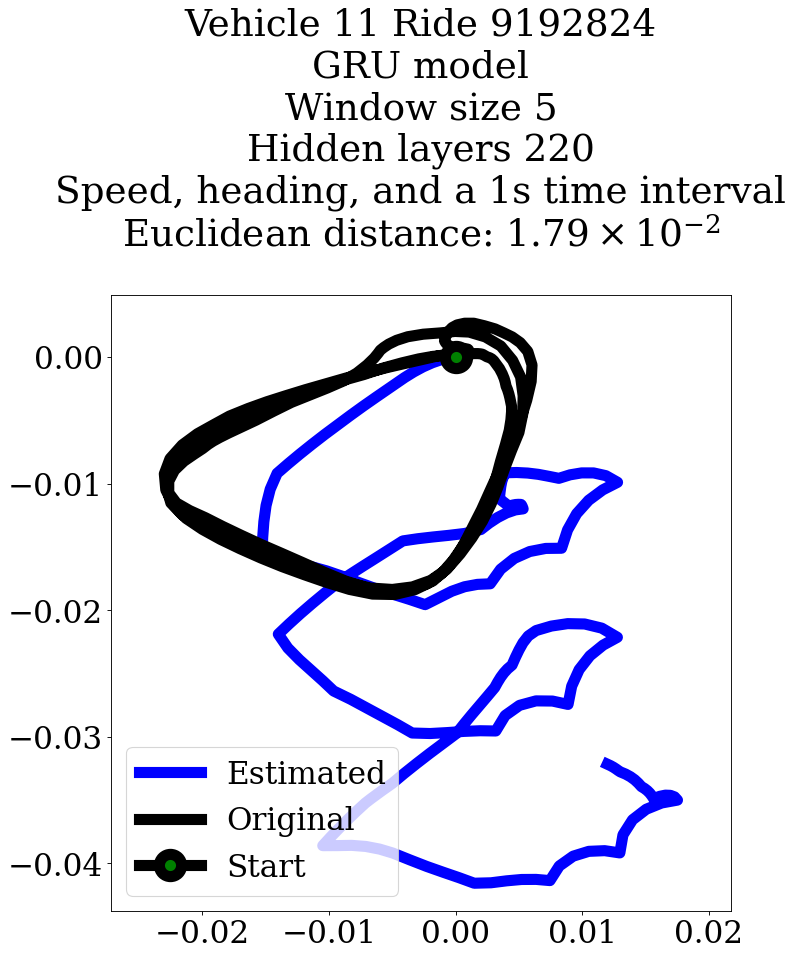 Vehicle 11 Ride 9192824
GRU model
Window size 5
Hidden layers 220
Speed, heading, and a 1s time interval
Euclidean distance: 1.79 × 10⁻²
0.00
−0.01
−0.02
−0.03
−0.04
Estimated
Original
Start
−0.02 −0.01 0.00 0.01 0.02